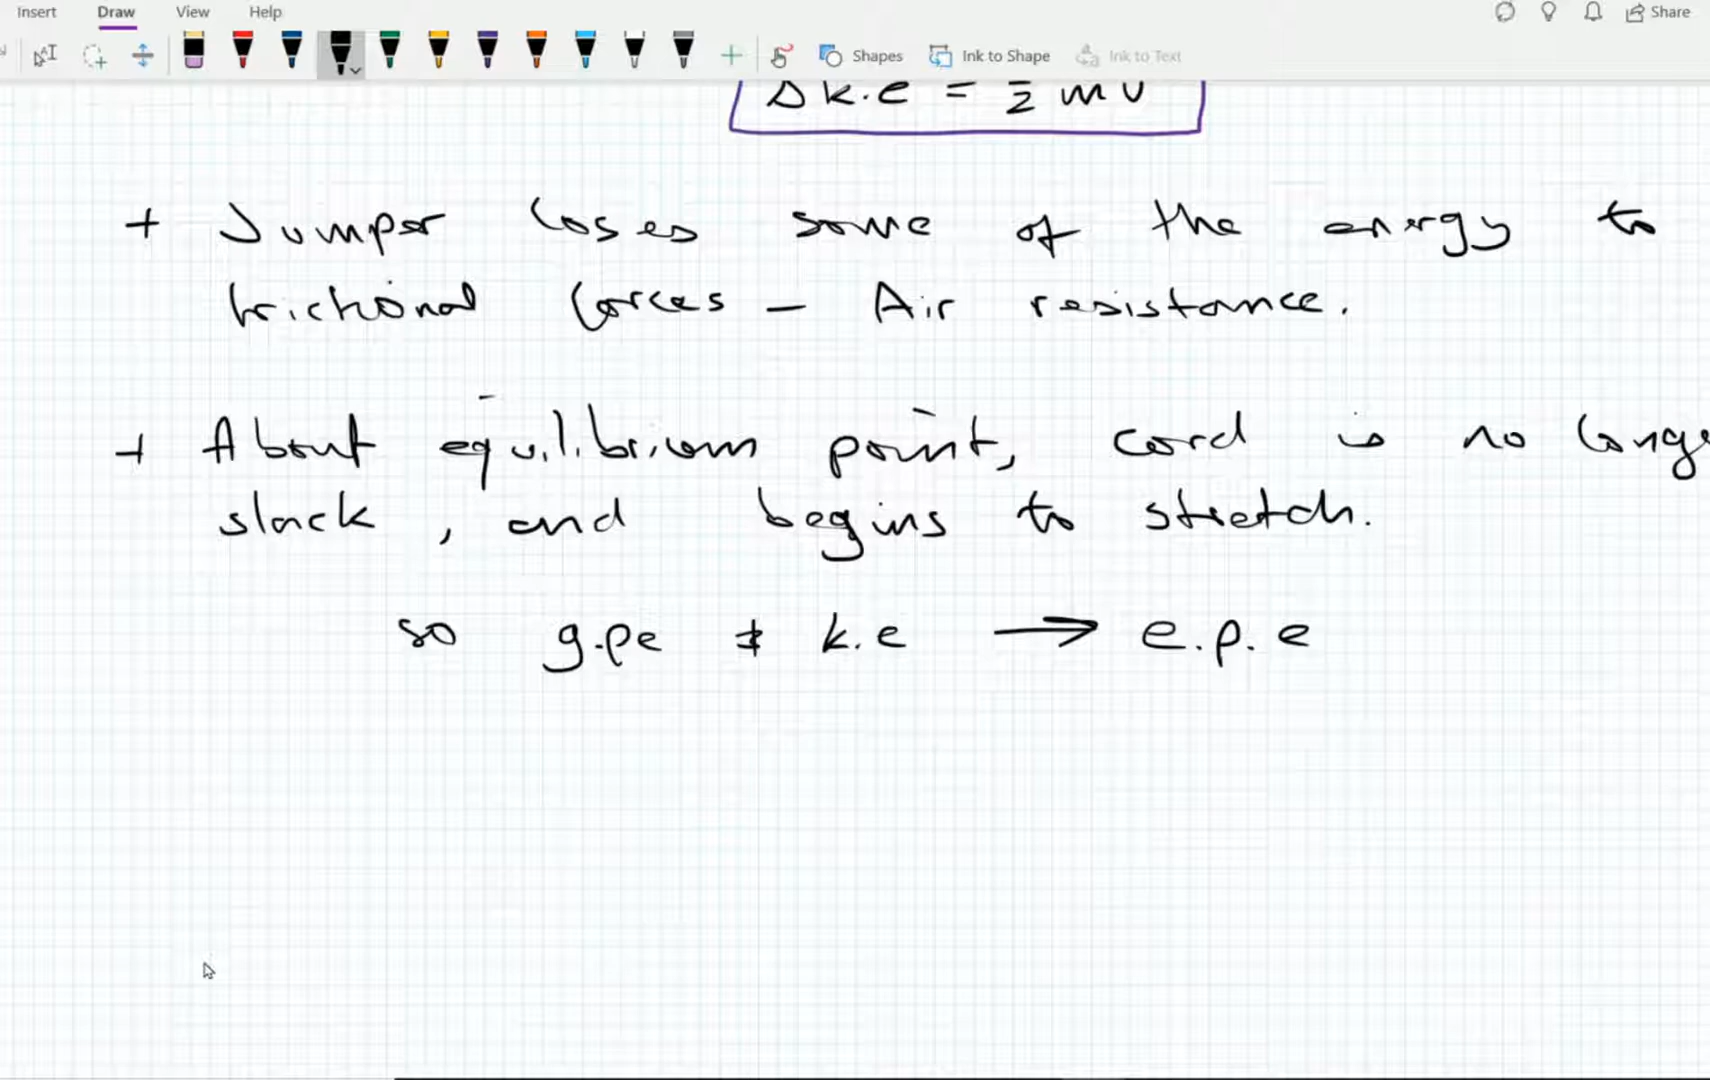 Insert Draw View Help Share
Shapes Ink to Shape Ink to Text
Δ k.e = 1/2 m v
+ Jumper loses some of the energy to
frictional forces – Air resistance.
+ About equilibrium point, cord is no longe
slack, and begins to stretch.
so g.pe & k.e → e.p.e